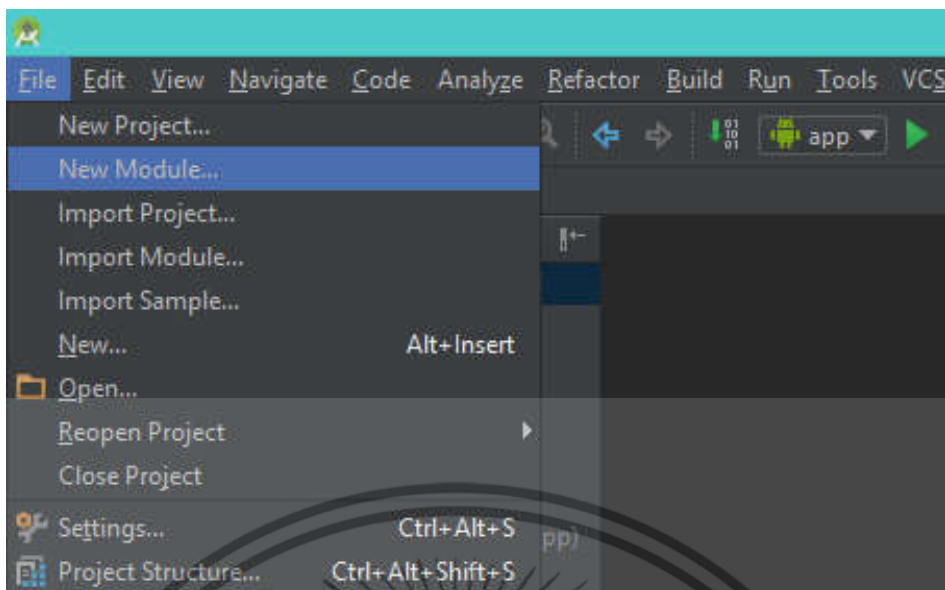 File Edit View Navigate Code Analyze Refactor Build Run Tools VCS
New Project...
New Module...
Import Project...
Import Module...
Import Sample...
New... Alt+Insert
Open...
Reopen Project
Close Project
Settings... Ctrl+Alt+S
Project Structure... Ctrl+Alt+Shift+S
app
pp)